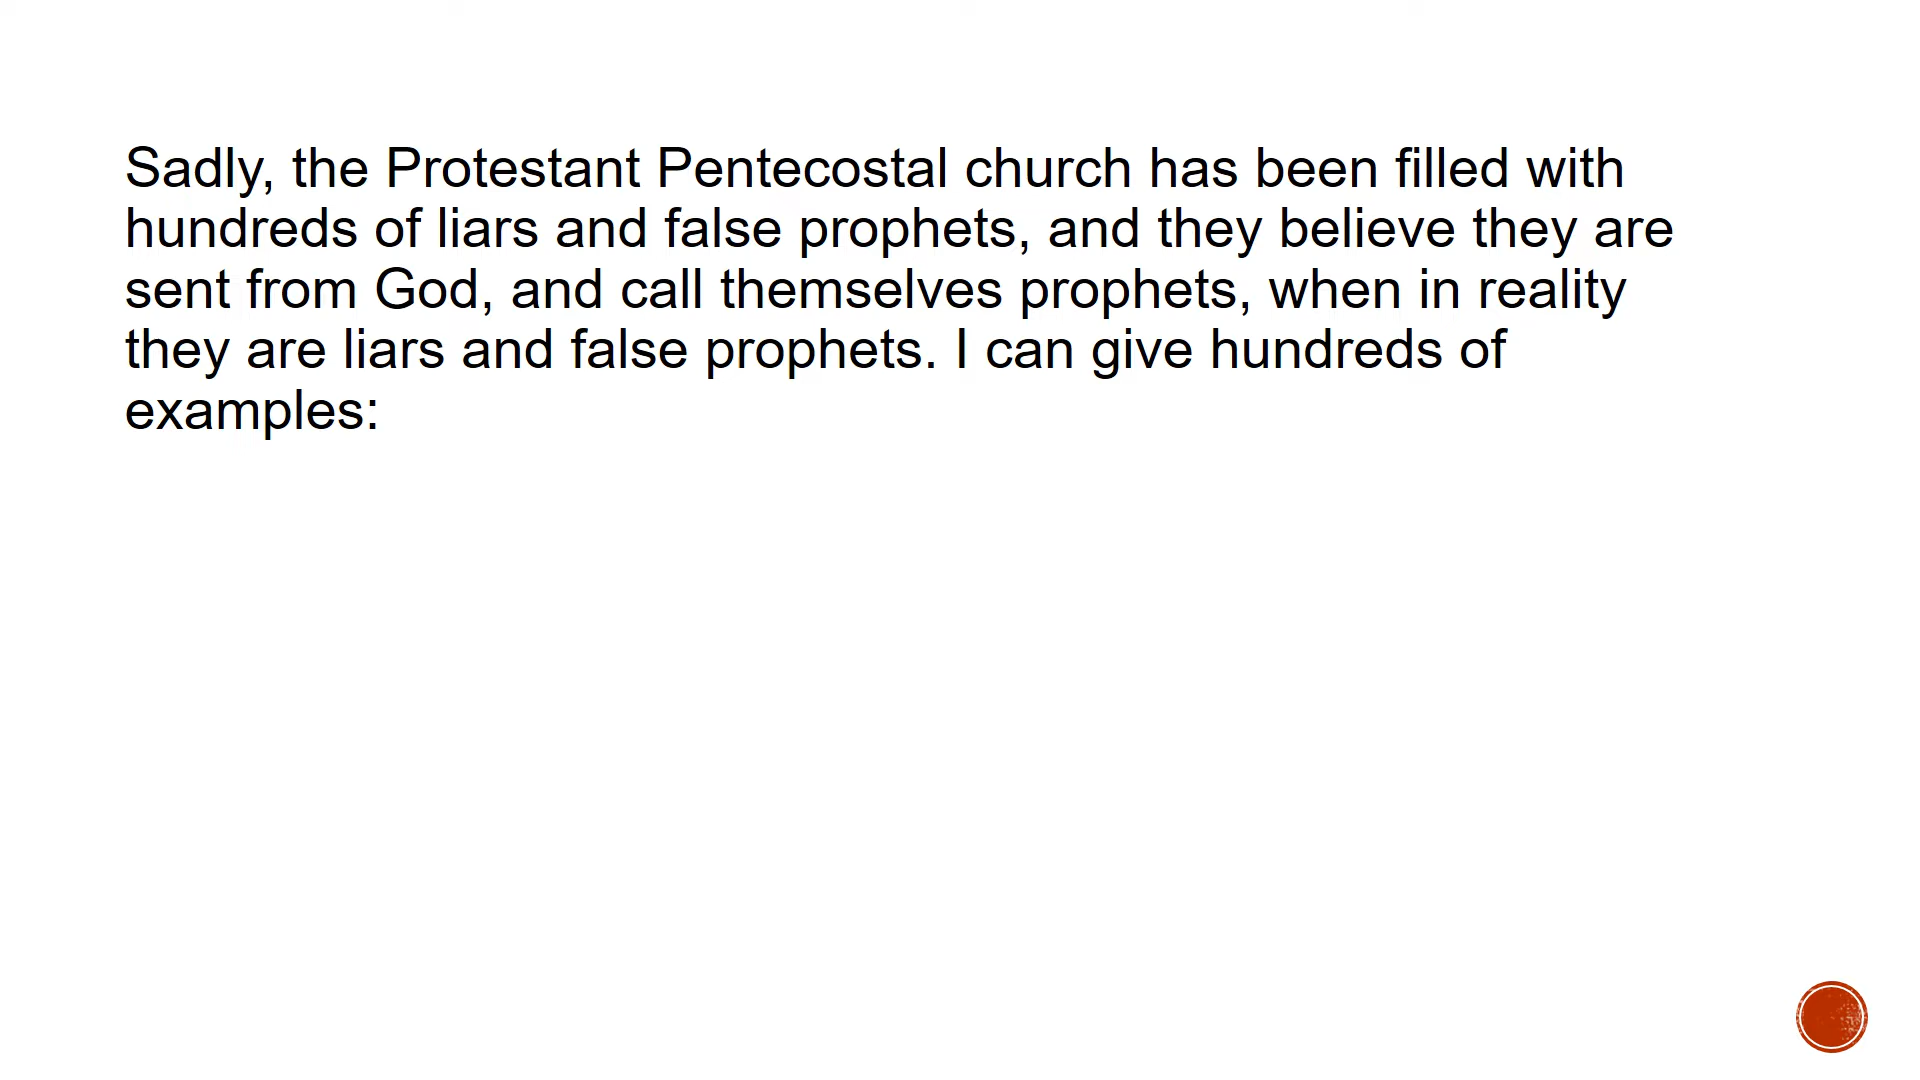 Sadly, the Protestant Pentecostal church has been filled with
hundreds of liars and false prophets, and they believe they are
sent from God, and call themselves prophets, when in reality
they are liars and false prophets. I can give hundreds of
examples: